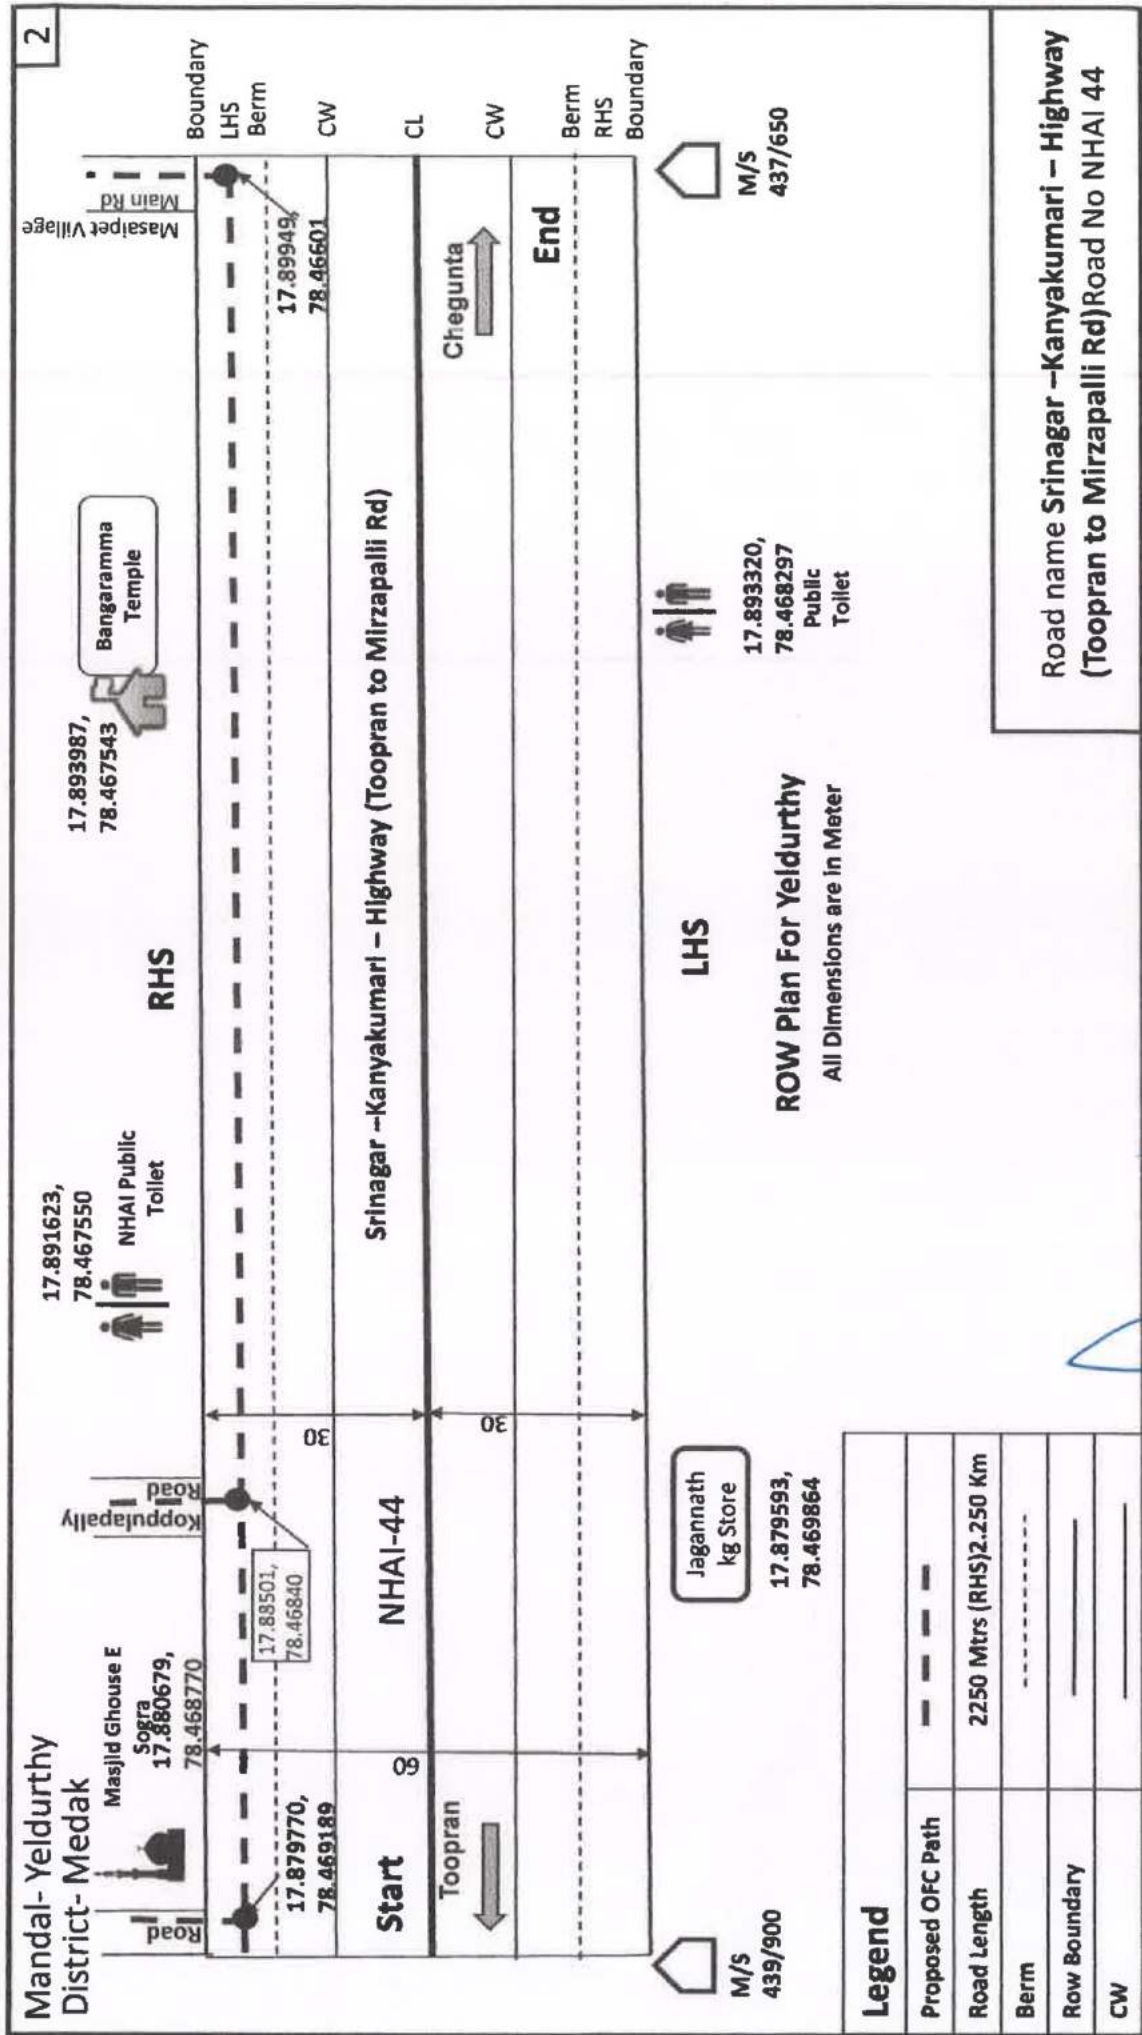 2
Mandal- Yeldurthy
District- Medak
Masjid Ghouse E
Sogra
17.880679,
78.468770
Road
Koppulapally
Road
17.891623,
78.467550
NHAI Public
Toilet
RHS
17.893987,
78.467543
Bangaramma
Temple
Masaipet Village
Main Rd
Boundary
LHS
Berm
CW
CL
CW
Berm
RHS
Boundary
17.879770,
78.469189
17.88501,
78.46840
17.89949,
78.46601
30
30
60
Start
NHAI-44
Srinagar –Kanyakumari – Highway (Toopran to Mirzapalli Rd)
Toopran
Chegunta
End
M/S
439/900
Jagannath
kg Store
17.879593,
78.469864
LHS
17.893320,
78.468297
Public
Toilet
M/S
437/650
ROW Plan For Yeldurthy
All Dimensions are in Meter
Legend
Proposed OFC Path
Road Length 2250 Mtrs (RHS)2.250 Km
Berm
Row Boundary
CW
Road name Srinagar –Kanyakumari – Highway
(Toopran to Mirzapalli Rd)Road No NHAI 44